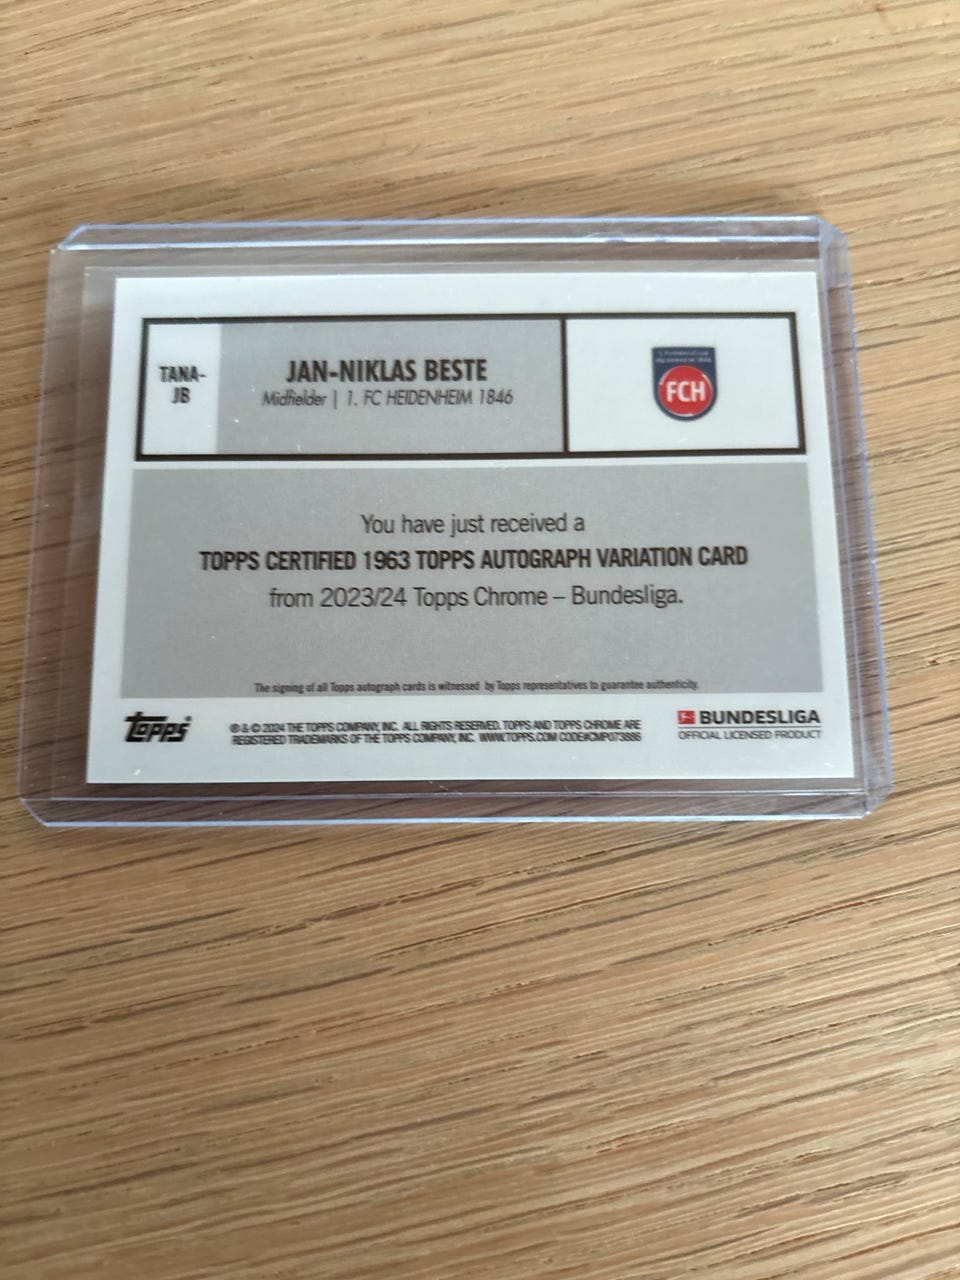 TANA-
JB
JAN-NIKLAS BESTE
Midfielder | 1. FC HEIDENHEIM 1846
FCH
You have just received a
TOPPS CERTIFIED 1963 TOPPS AUTOGRAPH VARIATION CARD
from 2023/24 Topps Chrome – Bundesliga.
The signing of all Topps autograph cards is witnessed by Topps representatives to guarantee authenticity.
Topps
® & © 2024 THE TOPPS COMPANY, INC. ALL RIGHTS RESERVED. TOPPS AND TOPPS CHROME ARE
REGISTERED TRADEMARKS OF THE TOPPS COMPANY, INC. WWW.TOPPS.COM CODE#CMP073886
BUNDESLIGA
OFFICIAL LICENSED PRODUCT